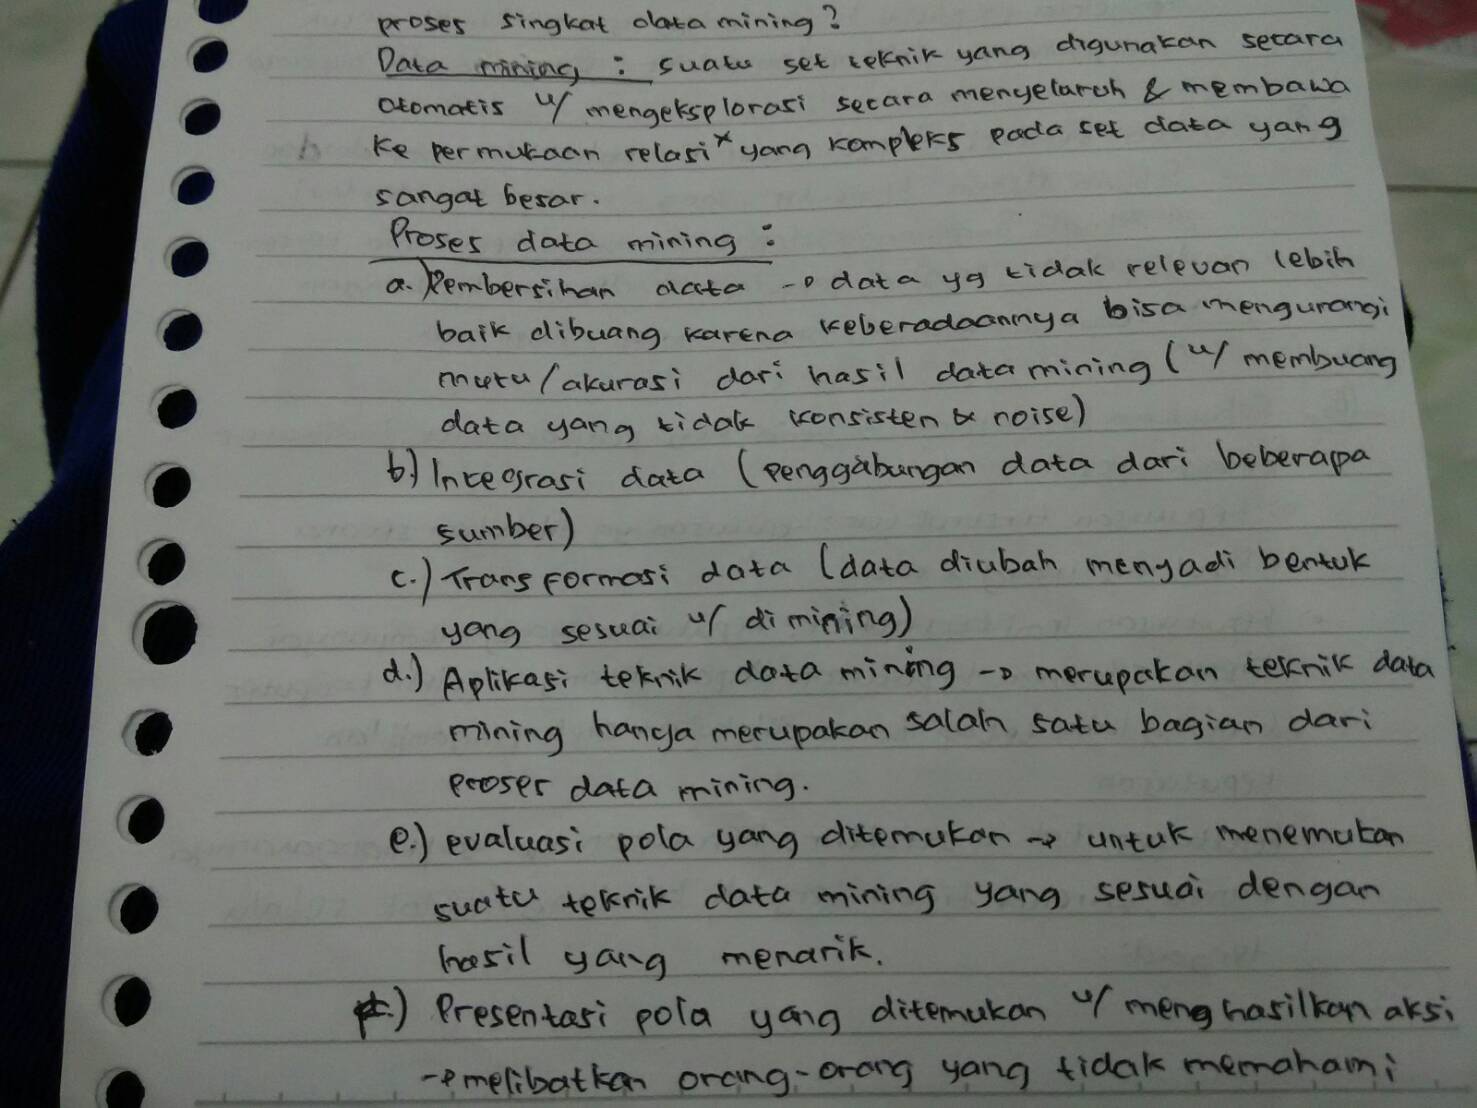 proses singkat data mining?
Data mining : suatu set teknik yang digunakan secara
otomatis u/ mengeksplorasi secara menyeluruh & membawa
ke permukaan relasi" yang kompleks pada set data yang
sangat besar.
Proses data mining :
a.) Pembersihan data → data yg tidak relevan lebih
baik dibuang karena keberadaannya bisa mengurangi
mutu/akurasi dari hasil data mining (u/ membuang
data yang tidak konsisten & noise)
b) Integrasi data (penggabungan data dari beberapa
sumber)
c.) Transformasi data (data diubah menyadi bentuk
yang sesuai u/ di mining)
d.) Aplikasi teknik data mining → merupakan teknik data
mining hanya merupakan salah satu bagian dari
proses data mining.
e.) evaluasi pola yang ditemukan → untuk menemukan
suatu teknik data mining yang sesuai dengan
hasil yang menarik.
f.) Presentasi pola yang ditemukan u/ menghasilkan aksi
→ melibatkan orang-orang yang tidak memahami